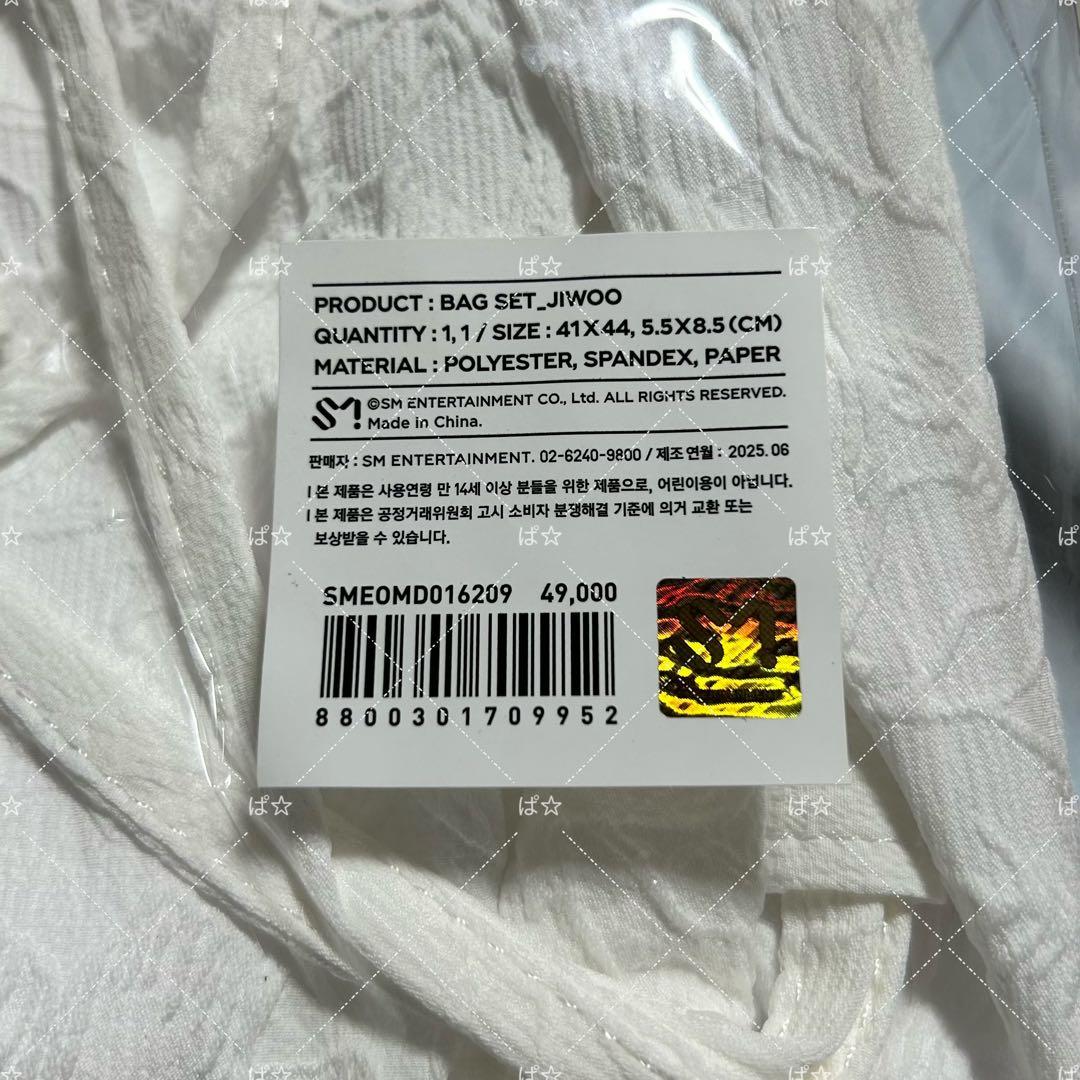 PRODUCT : BAG SET_JIWOO
QUANTITY : 1, 1 / SIZE : 41X44, 5.5X8.5(CM)
MATERIAL : POLYESTER, SPANDEX, PAPER
SM ©SM ENTERTAINMENT CO., Ltd. ALL RIGHTS RESERVED.
Made in China.
판매자 : SM ENTERTAINMENT. 02-6240-9800 / 제조 연월 : 2025. 06
| 본 제품은 사용연령 만 14세 이상 분들을 위한 제품으로, 어린이용이 아닙니다.
| 본 제품은 공정거래위원회 고시 소비자 분쟁해결 기준에 의거 교환 또는
보상받을 수 있습니다.
SMEOMD016209 49,000
SM
8800301709952
ぱ☆